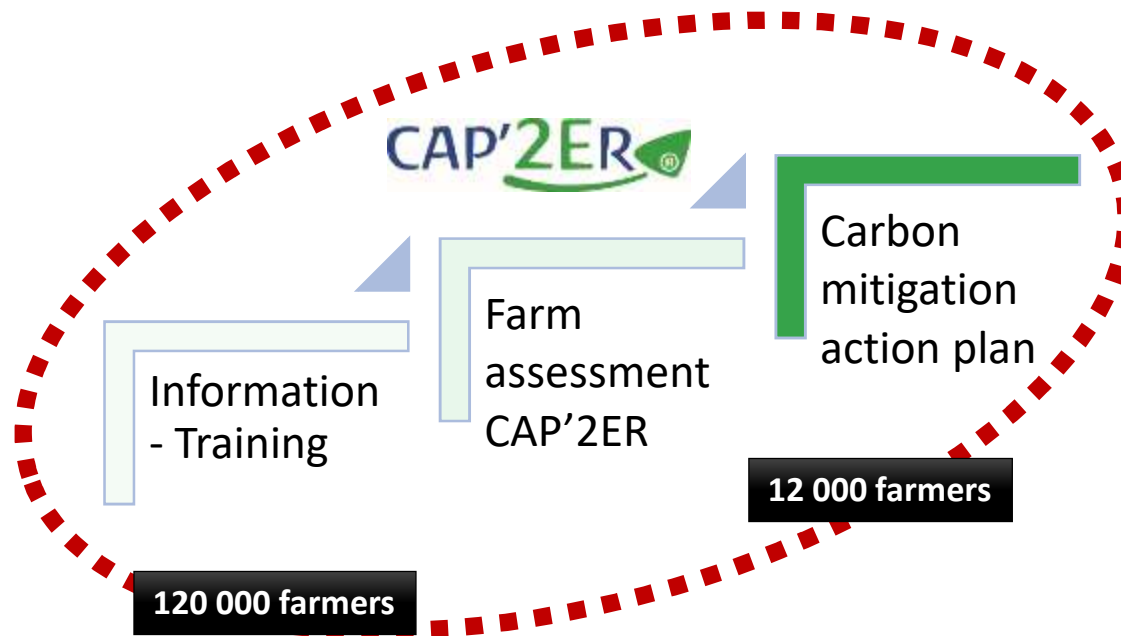 CAP'2ER®
Information
- Training
Farm
assessment
CAP’2ER
Carbon
mitigation
action plan
12 000 farmers
120 000 farmers